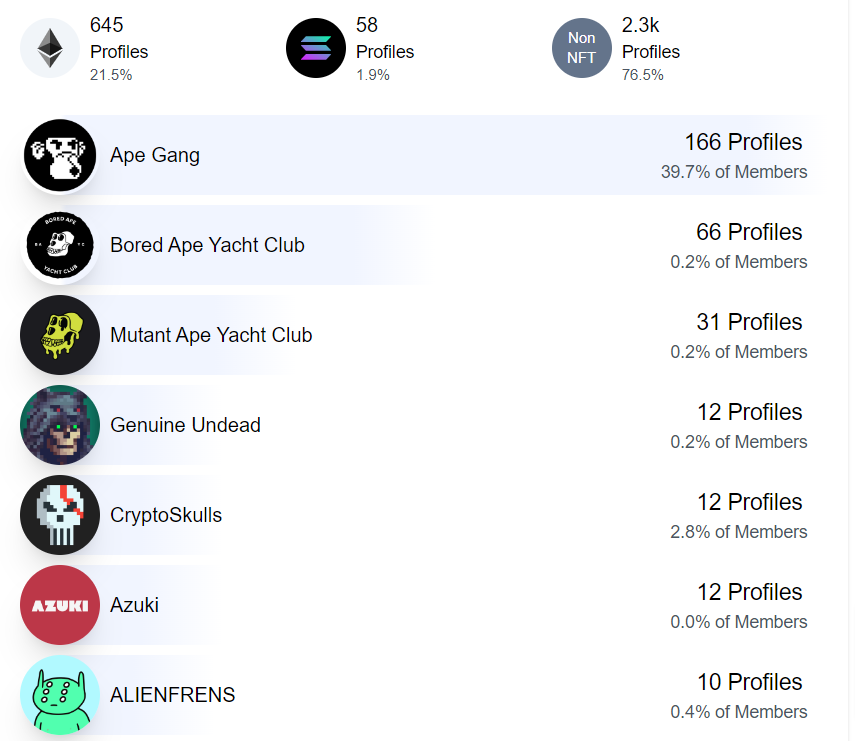 645
Profiles
21.5%
58
Profiles
1.9%
Non
NFT
2.3k
Profiles
76.5%
Ape Gang
166 Profiles
39.7% of Members
BORED APE
BA YC
YACHT CLUB
Bored Ape Yacht Club
66 Profiles
0.2% of Members
Mutant Ape Yacht Club
31 Profiles
0.2% of Members
Genuine Undead
12 Profiles
0.2% of Members
CryptoSkulls
12 Profiles
2.8% of Members
AZUKI
Azuki
12 Profiles
0.0% of Members
ALIENFRENS
10 Profiles
0.4% of Members